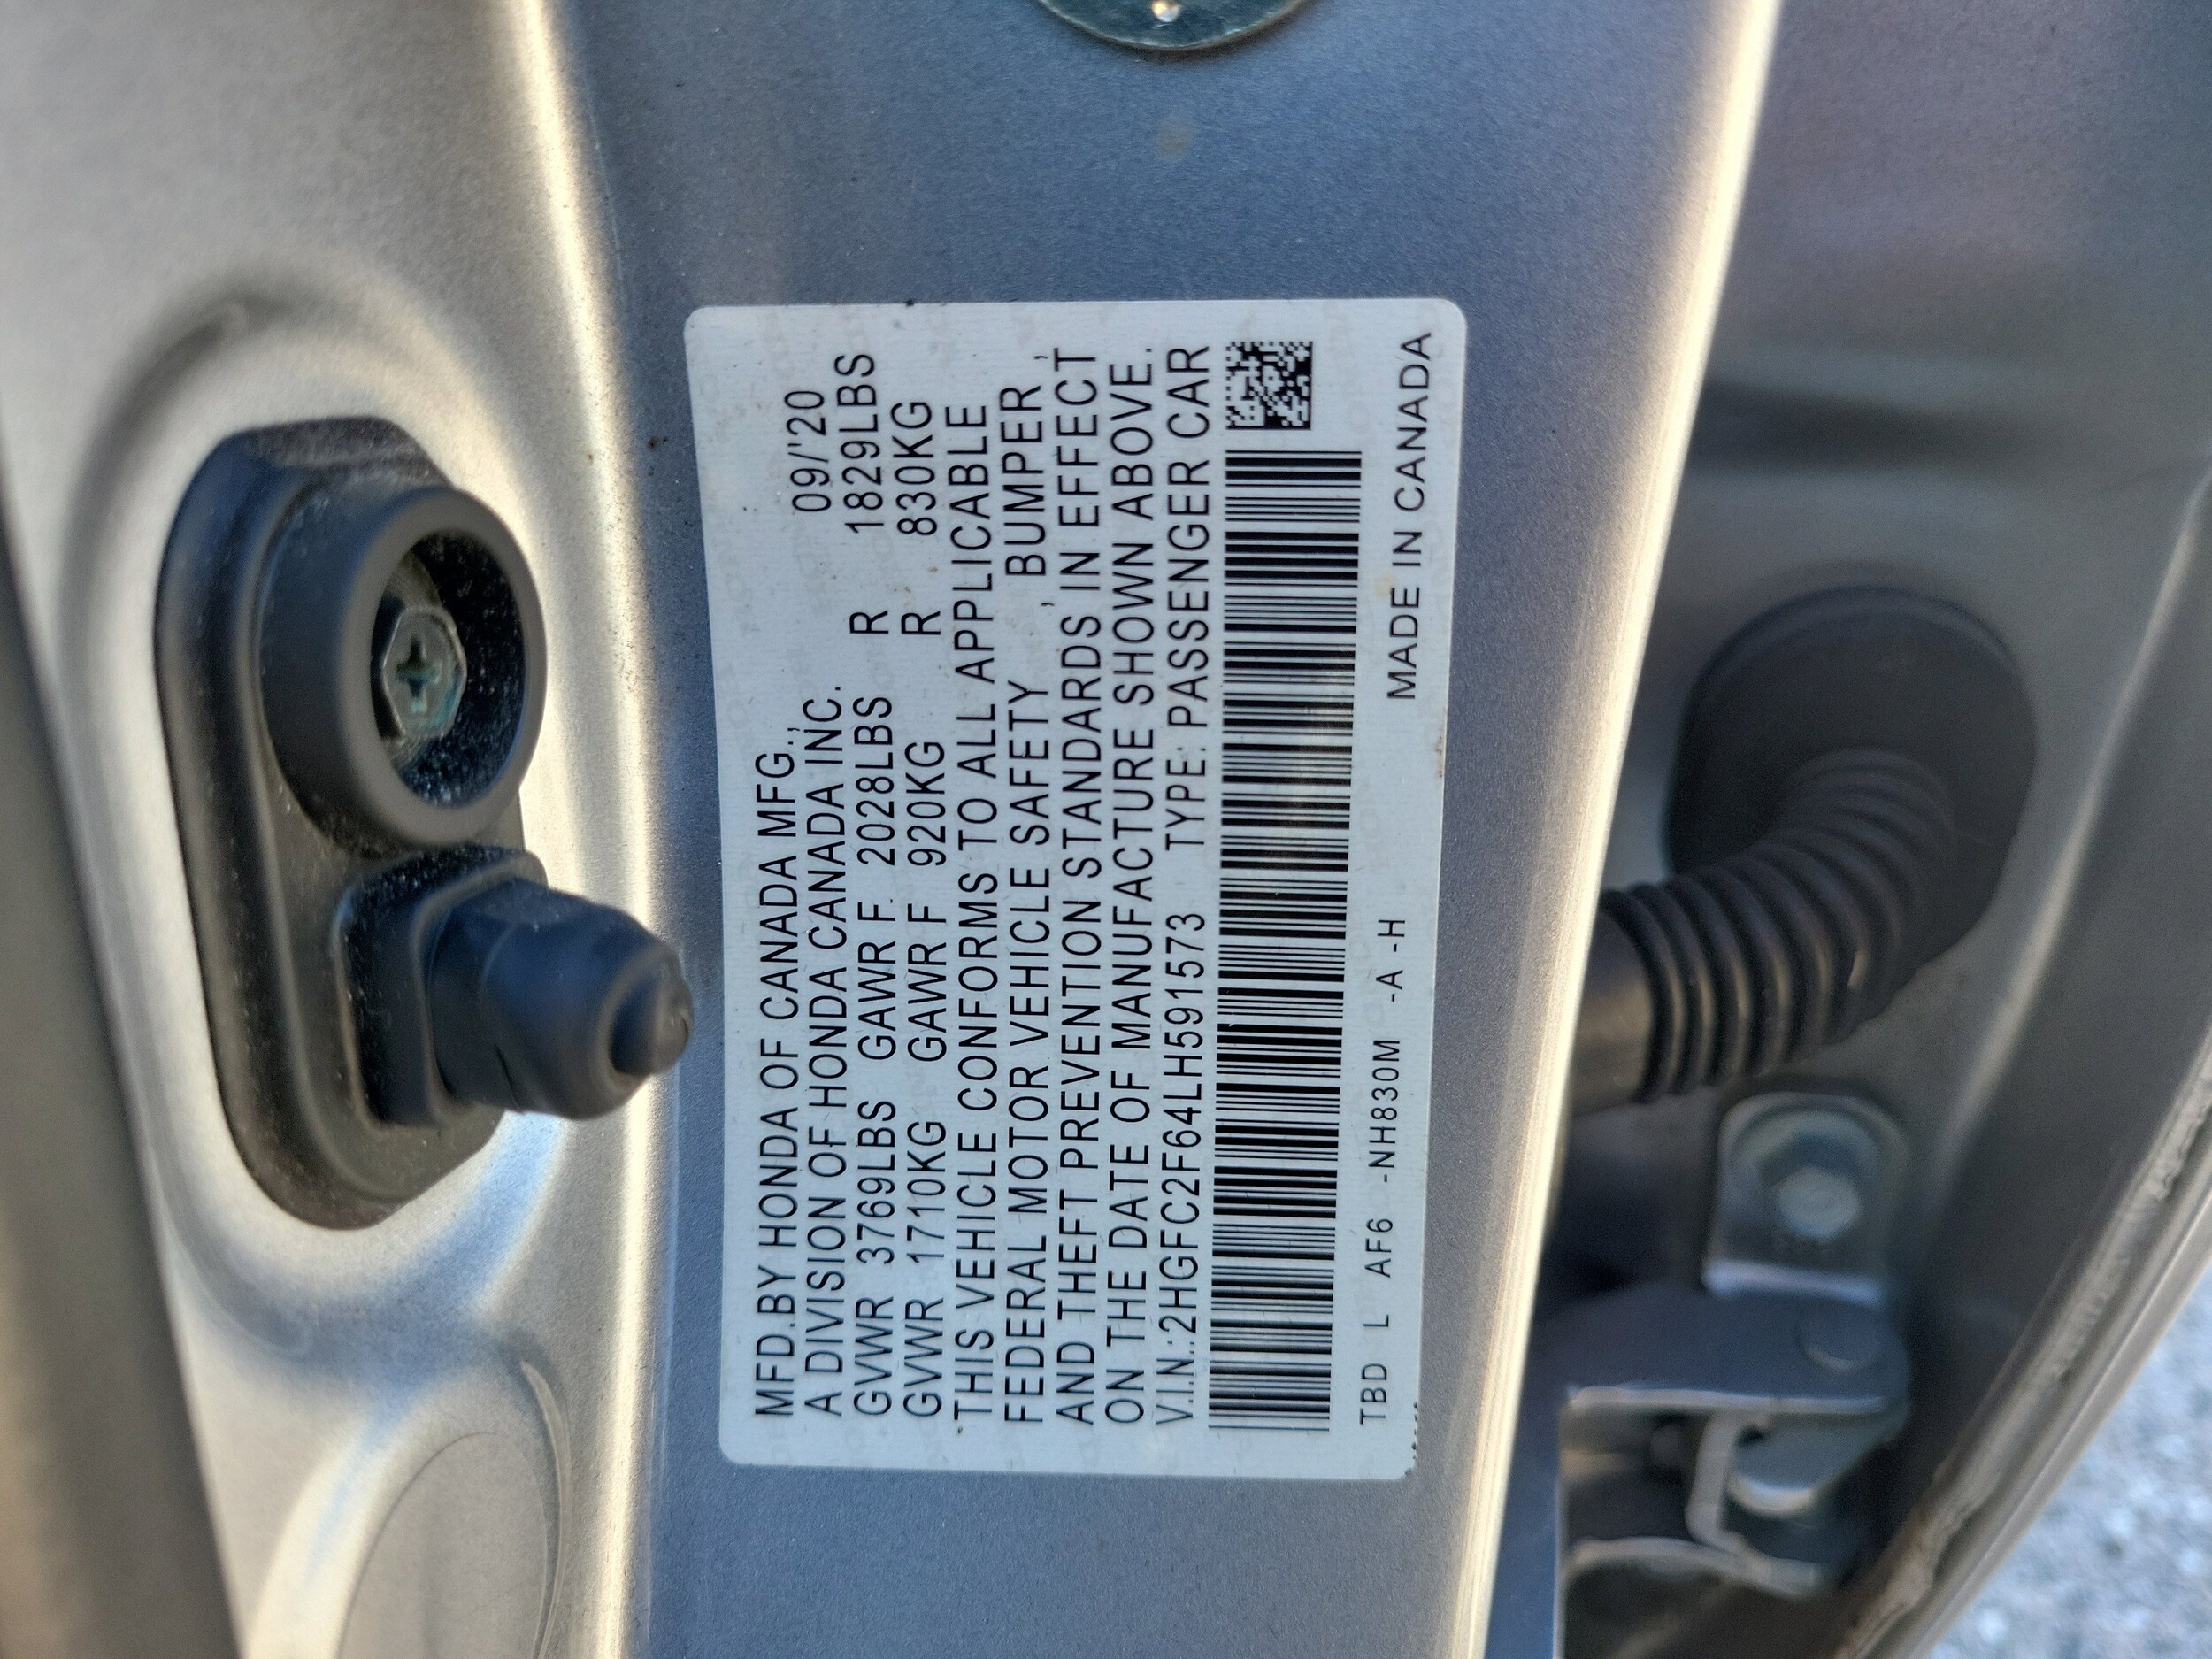 MFD.BY HONDA OF CANADA MFG.,
A DIVISION OF HONDA CANADA INC. 09/'20
GVWR 3769LBS GAWR F 2028LBS R 1829LBS
GVWR 1710KG GAWR F 920KG R 830KG
THIS VEHICLE CONFORMS TO ALL APPLICABLE
FEDERAL MOTOR VEHICLE SAFETY, BUMPER,
AND THEFT PREVENTION STANDARDS IN EFFECT
ON THE DATE OF MANUFACTURE SHOWN ABOVE.
V.I.N.:2HGFC2F64LH591573 TYPE: PASSENGER CAR
TBD L AF6 -NH830M -A -H MADE IN CANADA